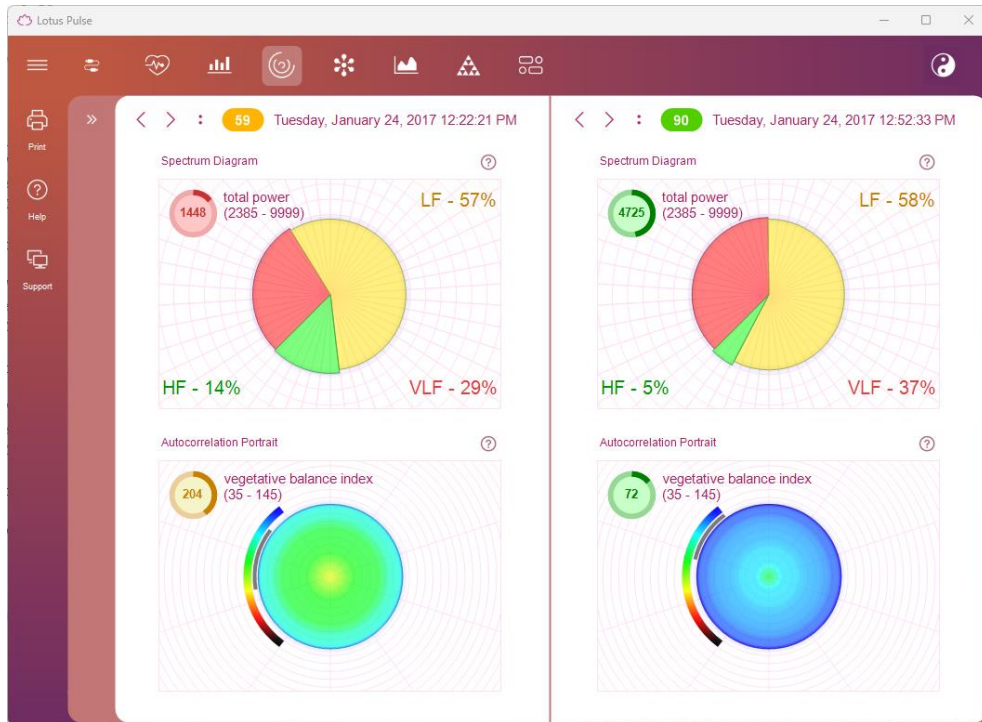 Lotus Pulse
Print
Help
Support
59 Tuesday, January 24, 2017 12:22:21 PM
Spectrum Diagram
1448
total power
(2385 - 9999)
LF - 57%
HF - 14%
VLF - 29%
Autocorrelation Portrait
204
vegetative balance index
(35 - 145)
90 Tuesday, January 24, 2017 12:52:33 PM
Spectrum Diagram
4725
total power
(2385 - 9999)
LF - 58%
HF - 5%
VLF - 37%
Autocorrelation Portrait
72
vegetative balance index
(35 - 145)